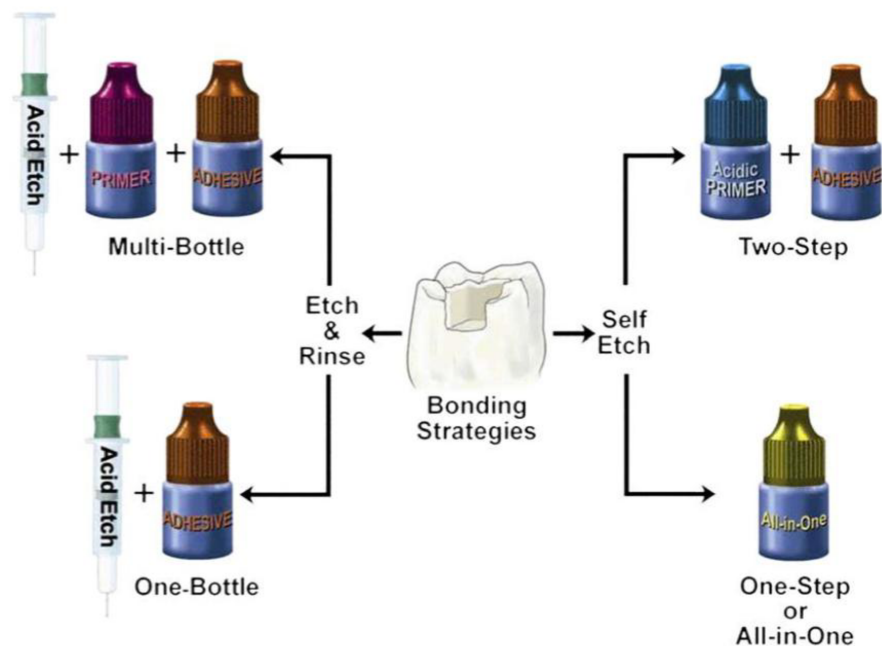 Acid Etch
+
PRIMER
+
ADHESIVE
Multi-Bottle
Acidic
PRIMER
+
ADHESIVE
Two-Step
Etch
&
Rinse
Self
Etch
Bonding
Strategies
Acid Etch
+
ADHESIVE
One-Bottle
All-in-One
One-Step
or
All-in-One